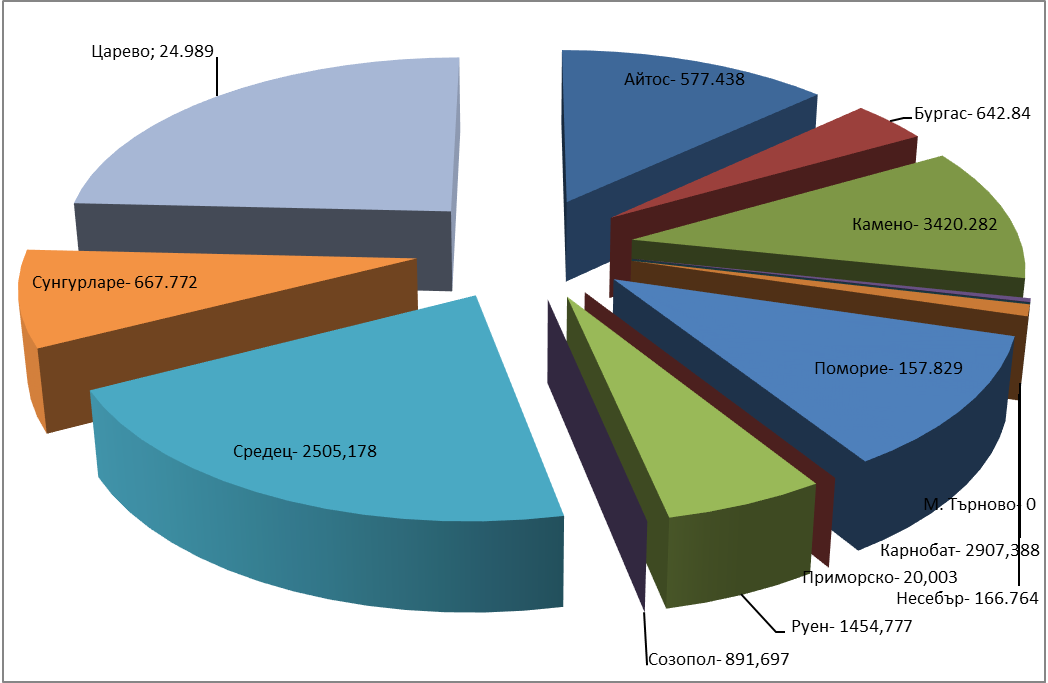 Царево; 24.989
Айтос- 577.438
Бургас- 642.84
Камено- 3420.282
Сунгурларе- 667.772
Поморие- 157.829
Средец- 2505,178
М. Търново- 0
Карнобат- 2907,388
Приморско- 20,003
Несебър- 166.764
Руен- 1454,777
Созопол- 891,697